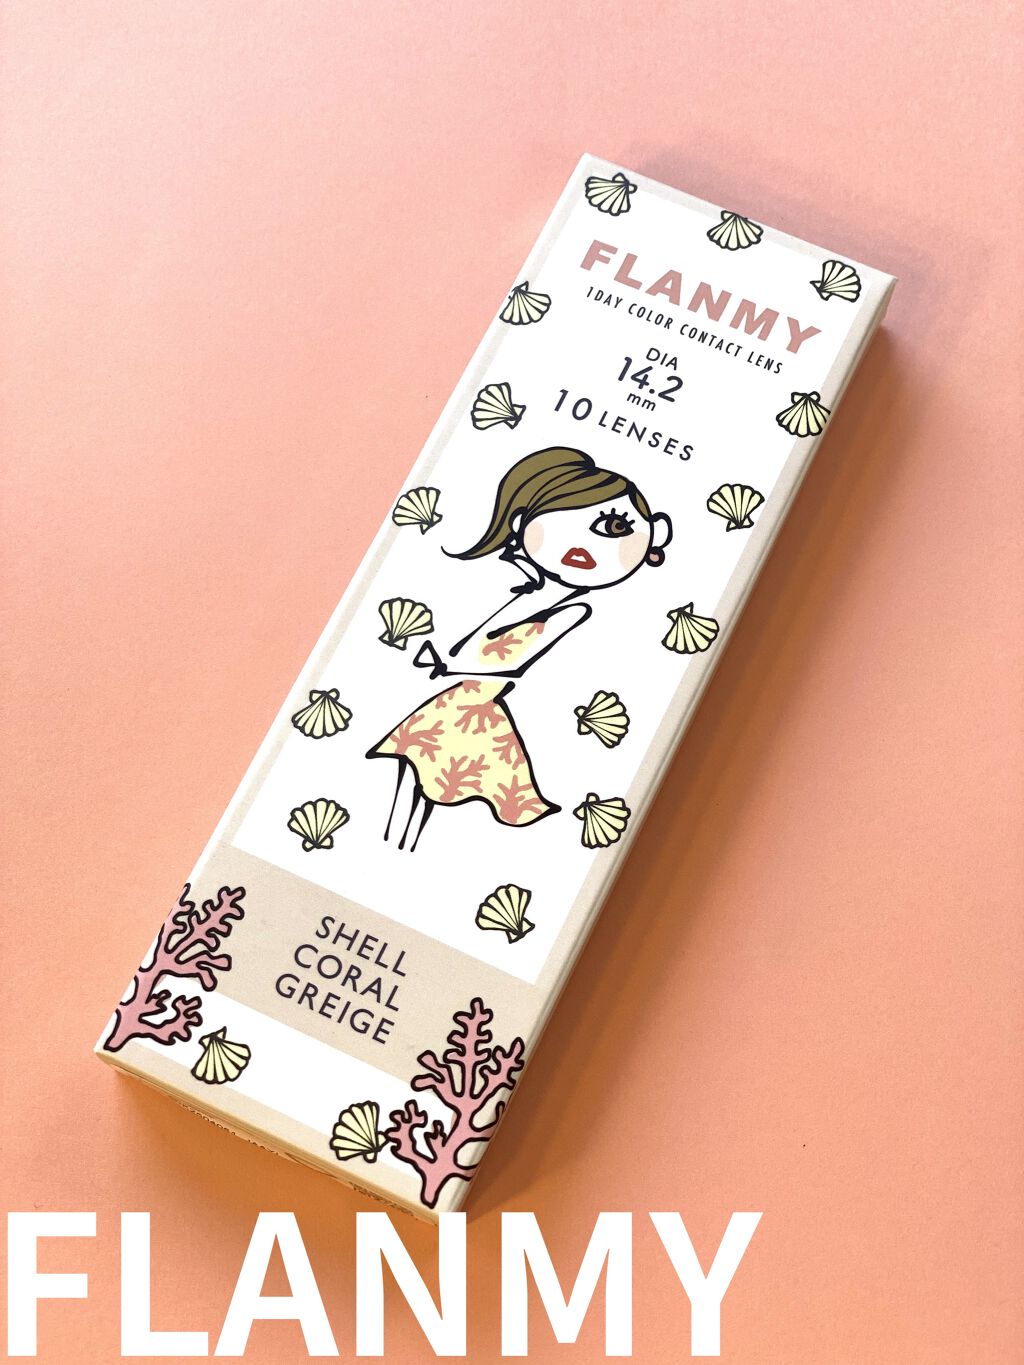 FLANMY
1DAY COLOR CONTACT LENS
DIA
14.2
mm
10 LENSES
SHELL
CORAL
GREIGE
FLANMY